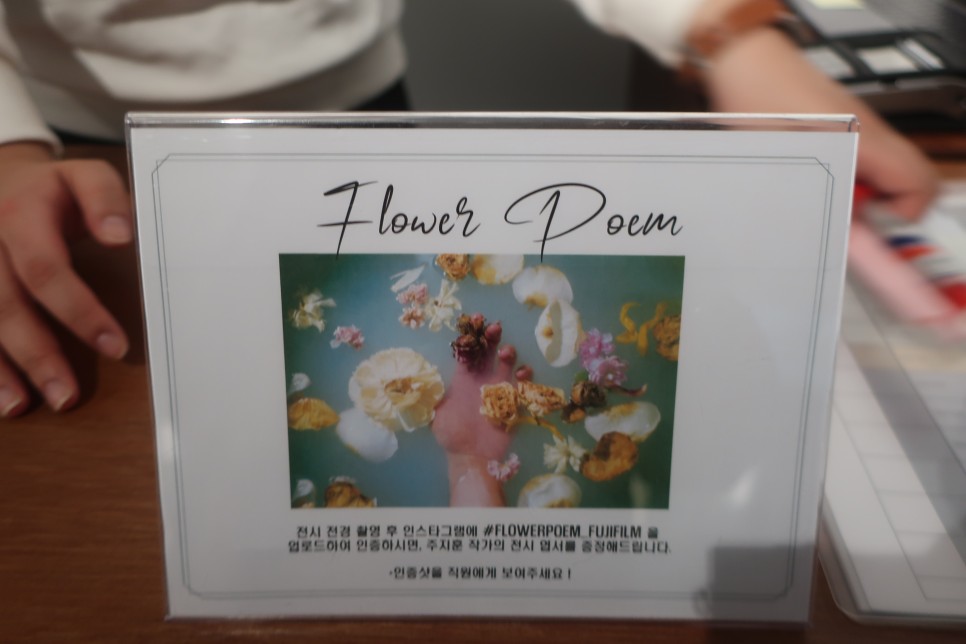 Flower Poem
전시 전경 촬영 후 인스타그램에 #FLOWERPOEM_FUJIFILM 을
업로드하여 인증하시면, 주지훈 작가의 전시 엽서를 증정해드립니다.
-인증샷을 직원에게 보여주세요!